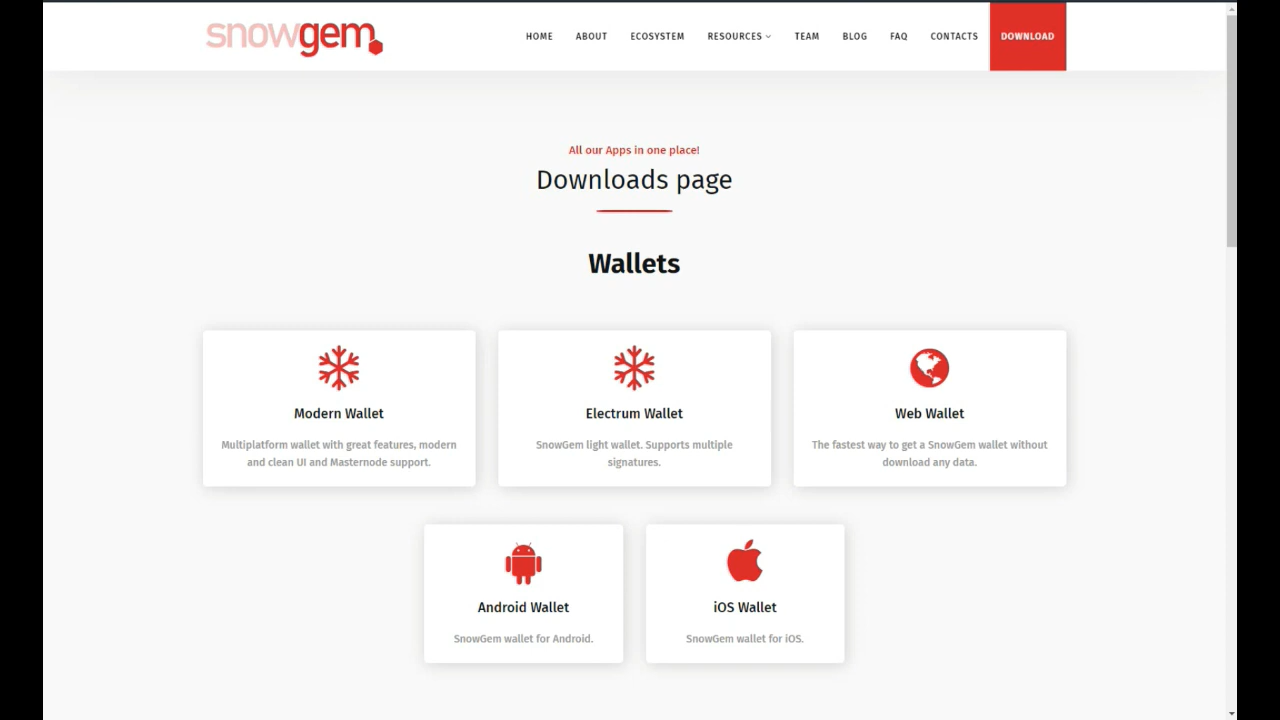 snowgem
HOME ABOUT ECOSYSTEM RESOURCES TEAM BLOG FAQ CONTACTS DOWNLOAD
All our Apps in one place!
Downloads page
Wallets
Modern Wallet
Multiplatform wallet with great features, modern
and clean UI and Masternode support.
Electrum Wallet
SnowGem light wallet. Supports multiple
signatures.
Web Wallet
The fastest way to get a SnowGem wallet without
download any data.
Android Wallet
SnowGem wallet for Android.
iOS Wallet
SnowGem wallet for iOS.